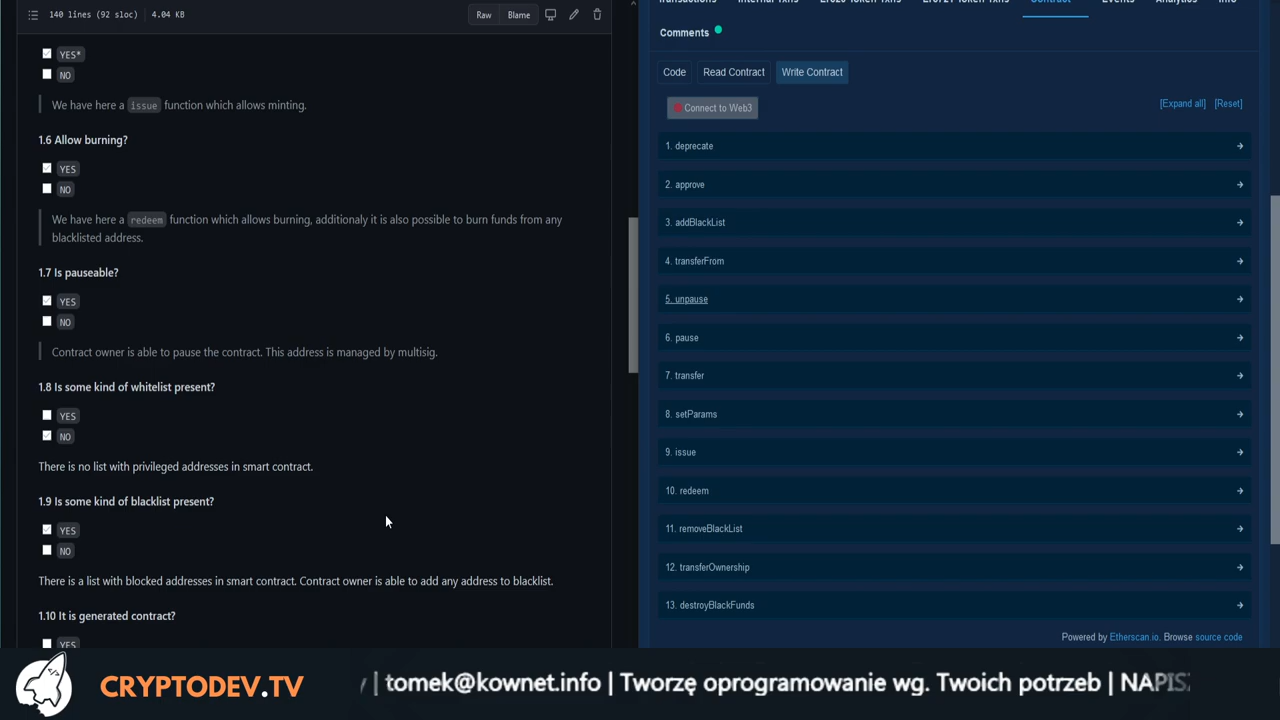 140 lines (92 sloc) 4.04 KB
Raw Blame
YES*
NO
We have here a issue function which allows minting.
1.6 Allow burning?
YES
NO
We have here a redeem function which allows burning, additionaly it is also possible to burn funds from any
blacklisted address.
1.7 Is pauseable?
YES
NO
Contract owner is able to pause the contract. This address is managed by multisig.
1.8 Is some kind of whitelist present?
YES
NO
There is no list with privileged addresses in smart contract.
1.9 Is some kind of blacklist present?
YES
NO
There is a list with blocked addresses in smart contract. Contract owner is able to add any address to blacklist.
1.10 It is generated contract?
YES
Transactions Internal Txns Erc20 Token Txns Erc721 Token Txns Contract Events Analytics Info
Comments
Code Read Contract Write Contract
Connect to Web3
[Expand all] [Reset]
1. deprecate
2. approve
3. addBlackList
4. transferFrom
5. unpause
6. pause
7. transfer
8. setParams
9. issue
10. redeem
11. removeBlackList
12. transferOwnership
13. destroyBlackFunds
Powered by Etherscan.io. Browse source code
CRYPTODEV.TV
| tomek@kownet.info | Tworzę oprogramowanie wg. Twoich potrzeb | NAPIS